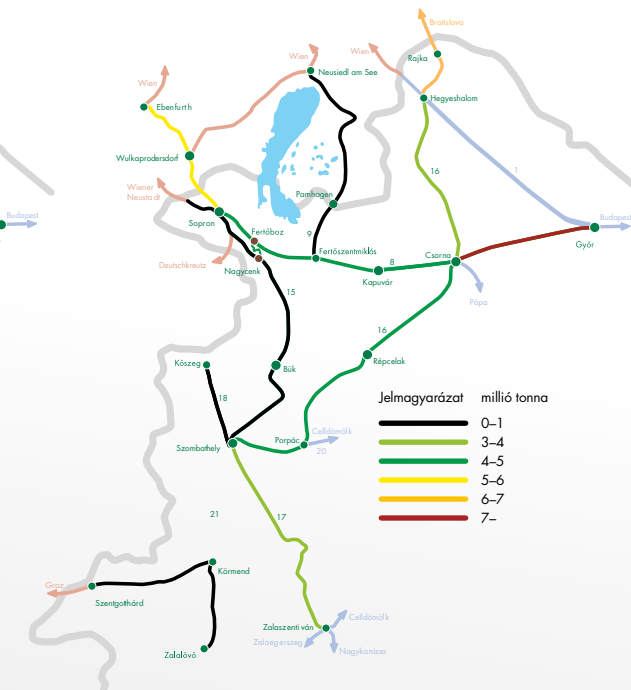 Bratislava
Wien
Wien
Rajka
Neusiedl am See
Wien
Hegyeshalom
Ebenfurth
Wulkaprodersdorf
16
1
Wiener
Neustadt
Pamhagen
Budapest
Sopron
Budapest
Fertőboz
9
Fertőszentmiklós
Csorna
Győr
Deutschkreutz
Nagycenk
8
Kapuvár
15
Pápa
16
Kőszeg
Bük
Répcelak
18
Jelmagyarázat
millió tonna
0–1
Celldömölk
Porpác
Szombathely
20
3–4
4–5
5–6
6–7
7–
21
17
Körmend
Graz
Szentgotthárd
Celldömölk
Zalaszentiván
Zalaegerszeg
Nagykanizsa
Zalalövő